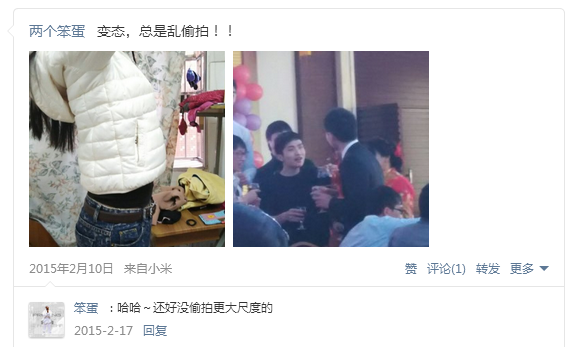 两个笨蛋 变态，总是乱偷拍！！
2015年2月10日 来自小米 赞 评论(1) 转发 更多
笨蛋 ：哈哈～还好没偷拍更大尺度的
2015-2-17 回复